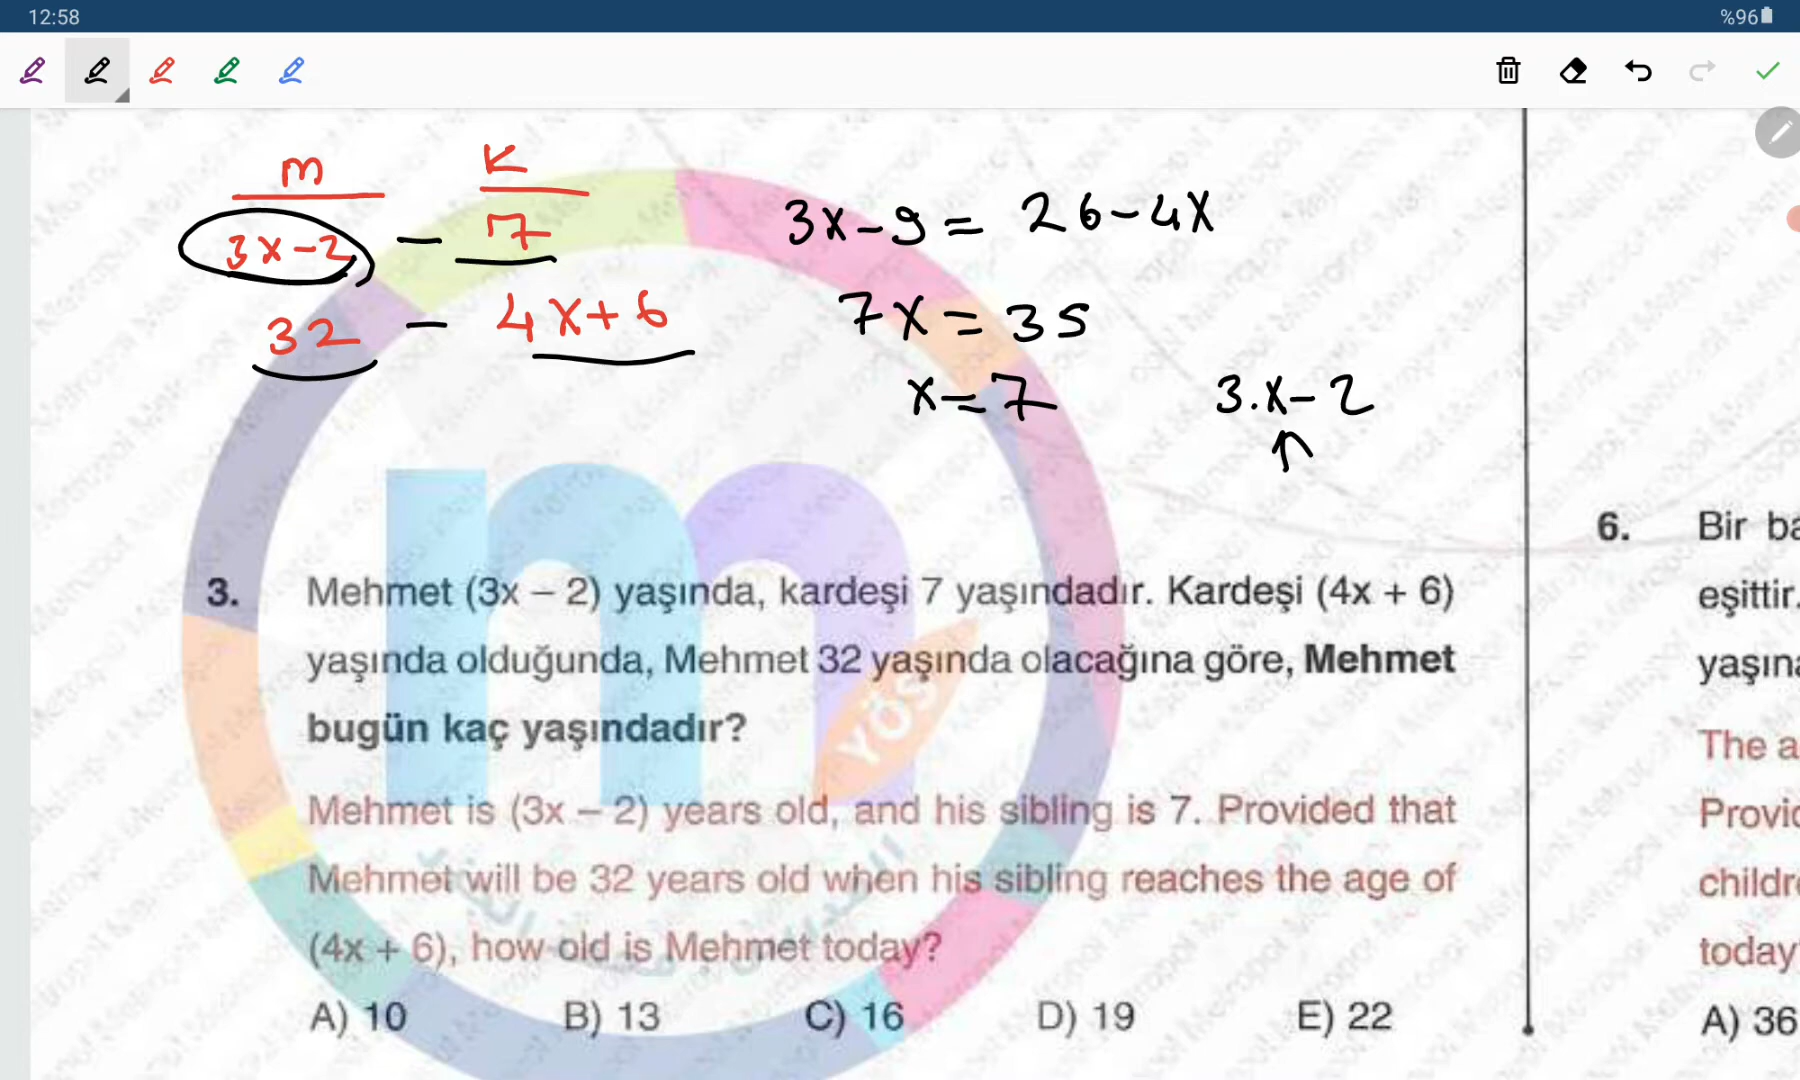 12:58
%96
m K
3x-2, - 7
32 - 4x+6
3x-9 = 26-4x
7x = 35
x = 7
3.x-2
3. Mehmet (3x – 2) yaşında, kardeşi 7 yaşındadır. Kardeşi (4x + 6)
yaşında olduğunda, Mehmet 32 yaşında olacağına göre, Mehmet
bugün kaç yaşındadır?
Mehmet is (3x – 2) years old, and his sibling is 7. Provided that
Mehmet will be 32 years old when his sibling reaches the age of
(4x + 6), how old is Mehmet today?
A) 10 B) 13 C) 16 D) 19 E) 22
YÖS
6. Bir
eşittir.
The
today
A) 36